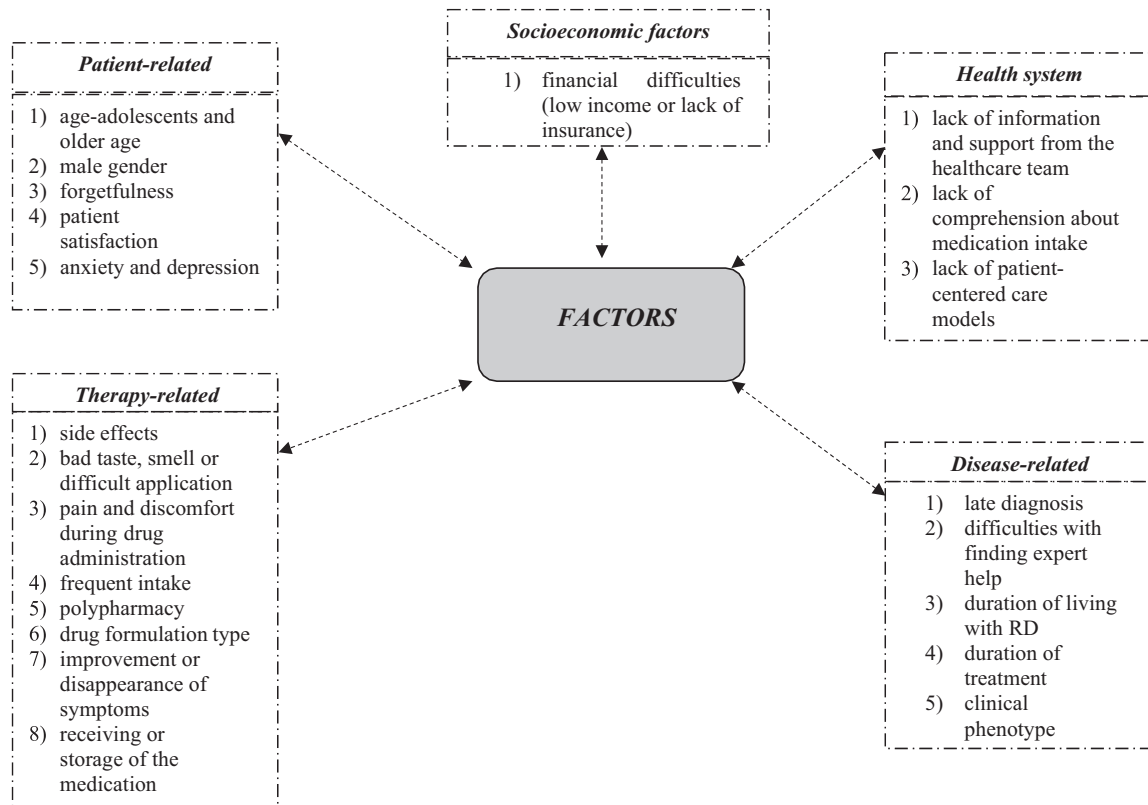 Patient-related
1) age-adolescents and
older age
2) male gender
3) forgetfulness
4) patient
satisfaction
5) anxiety and depression
Socioeconomic factors
1) financial difficulties
(low income or lack of
insurance)
Health system
1) lack of information
and support from the
healthcare team
2) lack of
comprehension about
medication intake
3) lack of patient-
centered care
models
FACTORS
Therapy-related
1) side effects
2) bad taste, smell or
difficult application
3) pain and discomfort
during drug
administration
4) frequent intake
5) polypharmacy
6) drug formulation type
7) improvement or
disappearance of
symptoms
8) receiving or
storage of the
medication
Disease-related
1) late diagnosis
2) difficulties with
finding expert
help
3) duration of living
with RD
4) duration of
treatment
5) clinical
phenotype